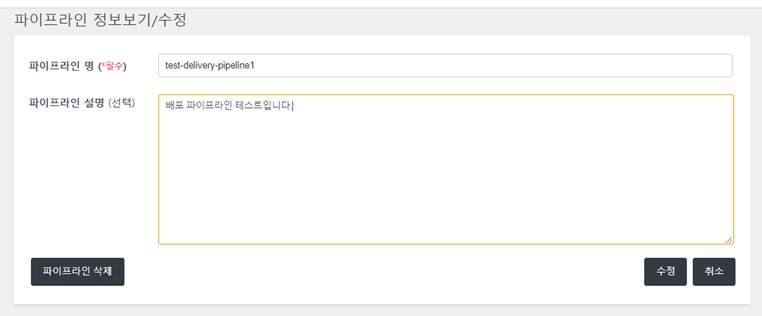 파이프라인 정보보기/수정
파이프라인 명 (*필수)
test-delivery-pipeline1
파이프라인 설명 (선택)
배포 파이프라인 테스트입니다.
파이프라인 삭제
수정
취소